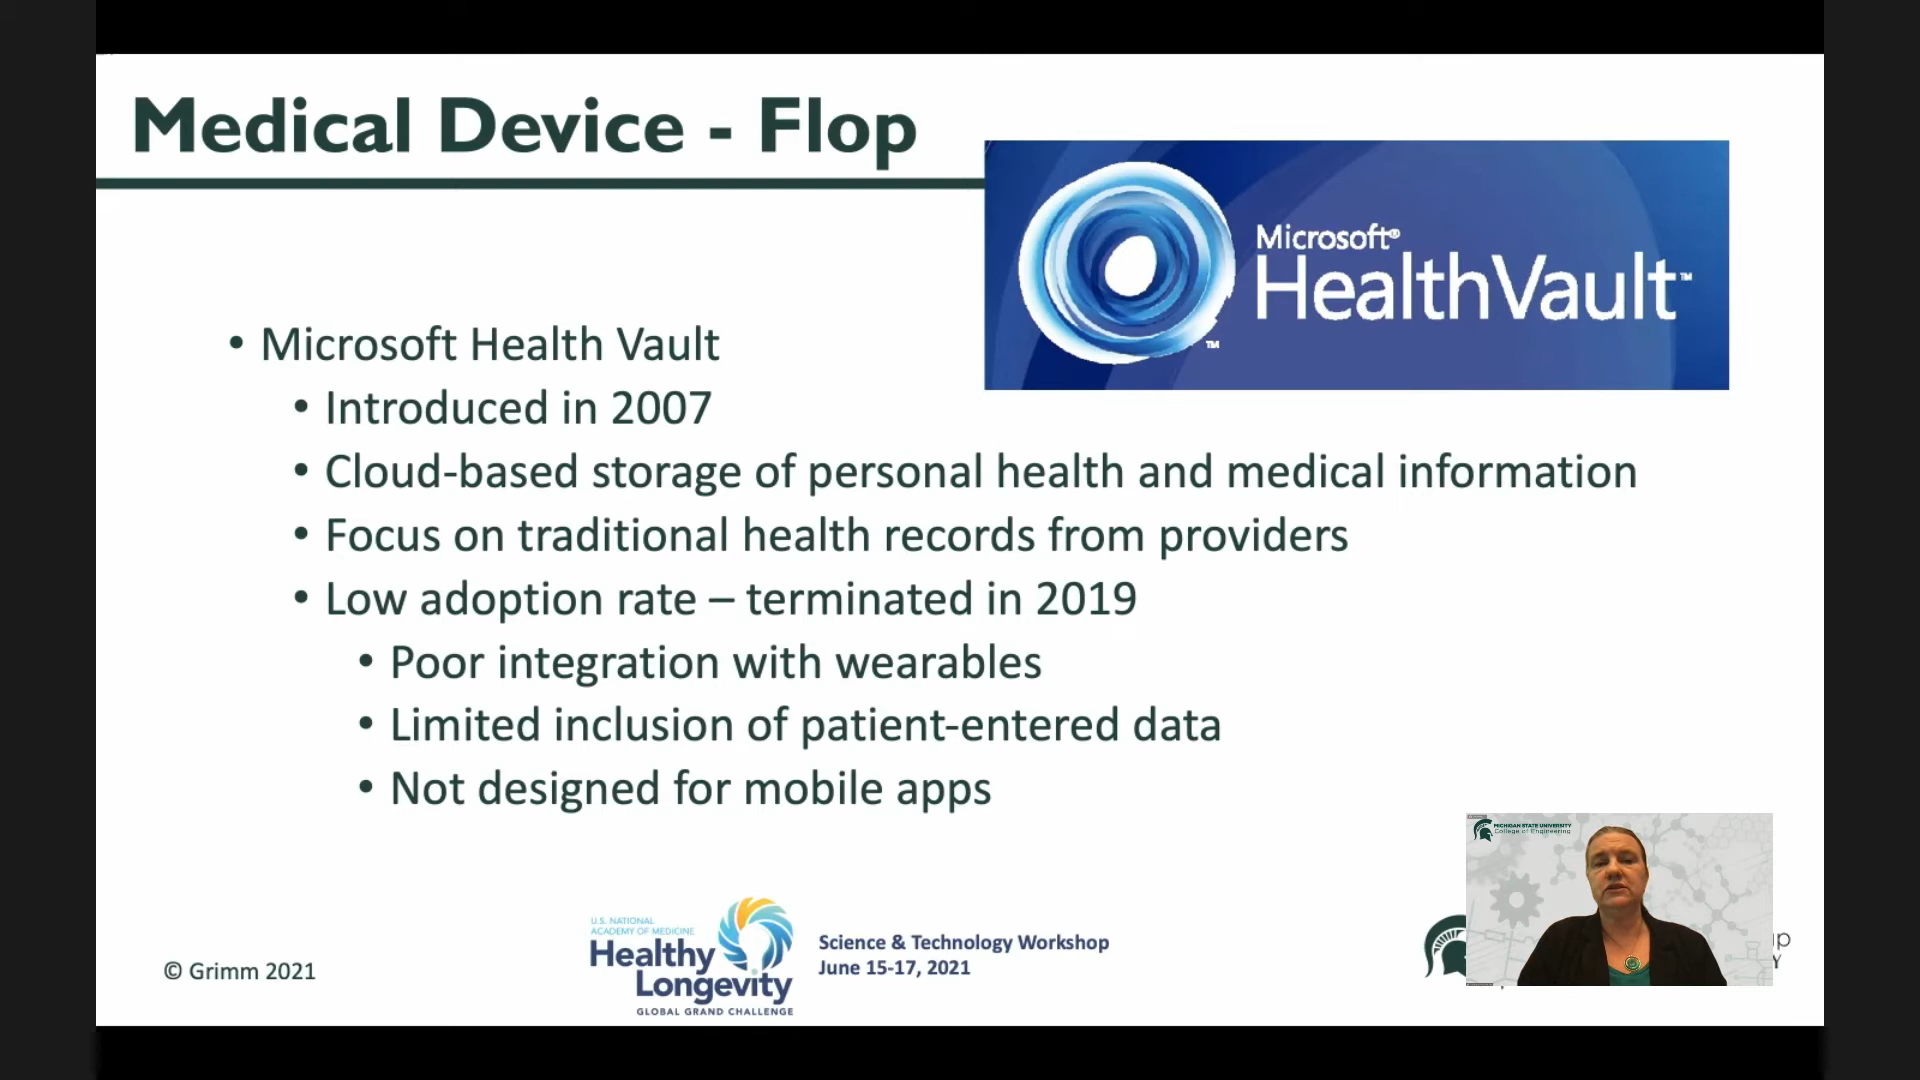 Medical Device - Flop
Microsoft®
HealthVault™
™
• Microsoft Health Vault
• Introduced in 2007
• Cloud-based storage of personal health and medical information
• Focus on traditional health records from providers
• Low adoption rate – terminated in 2019
• Poor integration with wearables
• Limited inclusion of patient-entered data
• Not designed for mobile apps
MICHIGAN STATE UNIVERSITY
College of Engineering
© Grimm 2021
U.S. NATIONAL
ACADEMY OF MEDICINE
Healthy
Longevity
GLOBAL GRAND CHALLENGE
Science & Technology Workshop
June 15-17, 2021